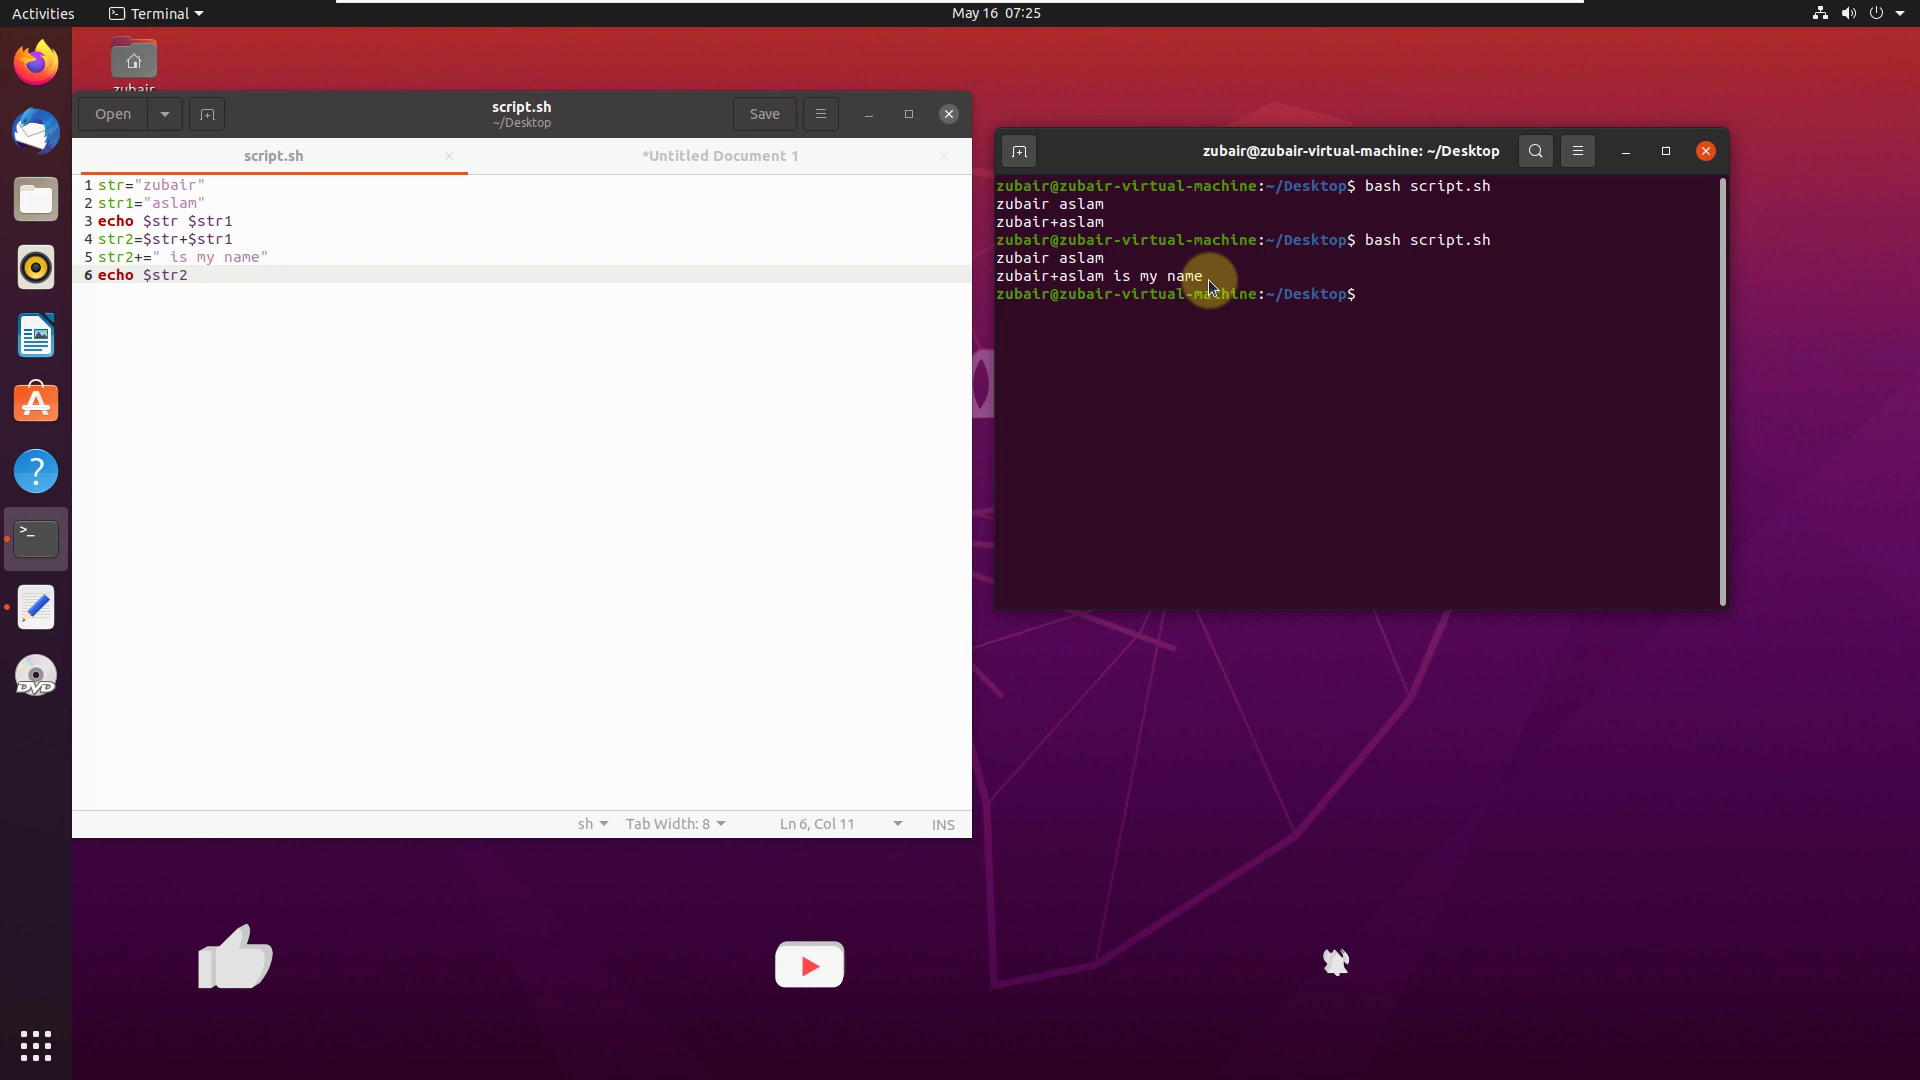 Activities
Terminal
May 16 07:25
zubair
Open
script.sh
~/Desktop
Save
script.sh
*Untitled Document 1
1 str="zubair"
2 str1="aslam"
3 echo $str $str1
4 str2=$str+$str1
5 str2+=" is my name"
6 echo $str2
sh
Tab Width: 8
Ln 6, Col 11
INS
zubair@zubair-virtual-machine: ~/Desktop
zubair@zubair-virtual-machine:~/Desktop$ bash script.sh
zubair aslam
zubair+aslam
zubair@zubair-virtual-machine:~/Desktop$ bash script.sh
zubair aslam
zubair+aslam is my name
zubair@zubair-virtual-machine:~/Desktop$
DVD